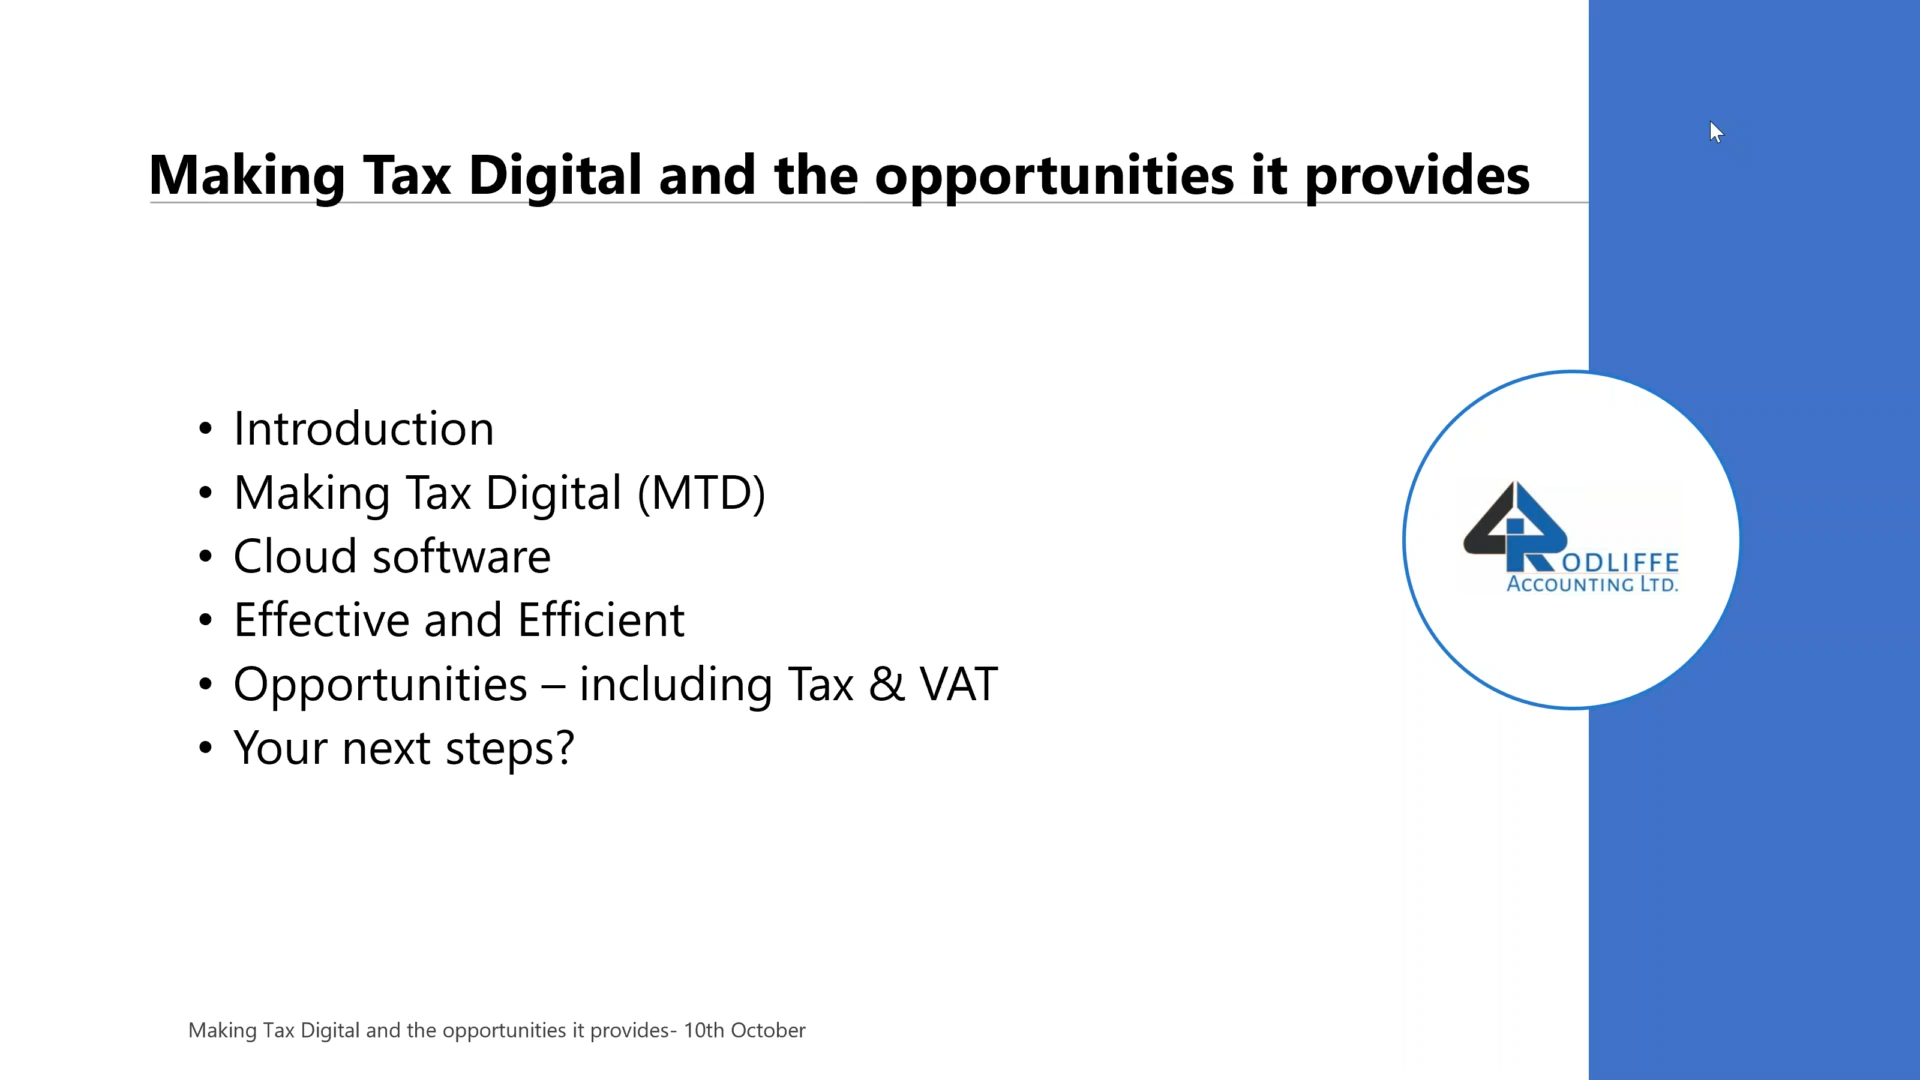 Making Tax Digital and the opportunities it provides
• Introduction
• Making Tax Digital (MTD)
• Cloud software
• Effective and Efficient
• Opportunities – including Tax & VAT
• Your next steps?
RODLIFFE
ACCOUNTING LTD.
Making Tax Digital and the opportunities it provides- 10th October